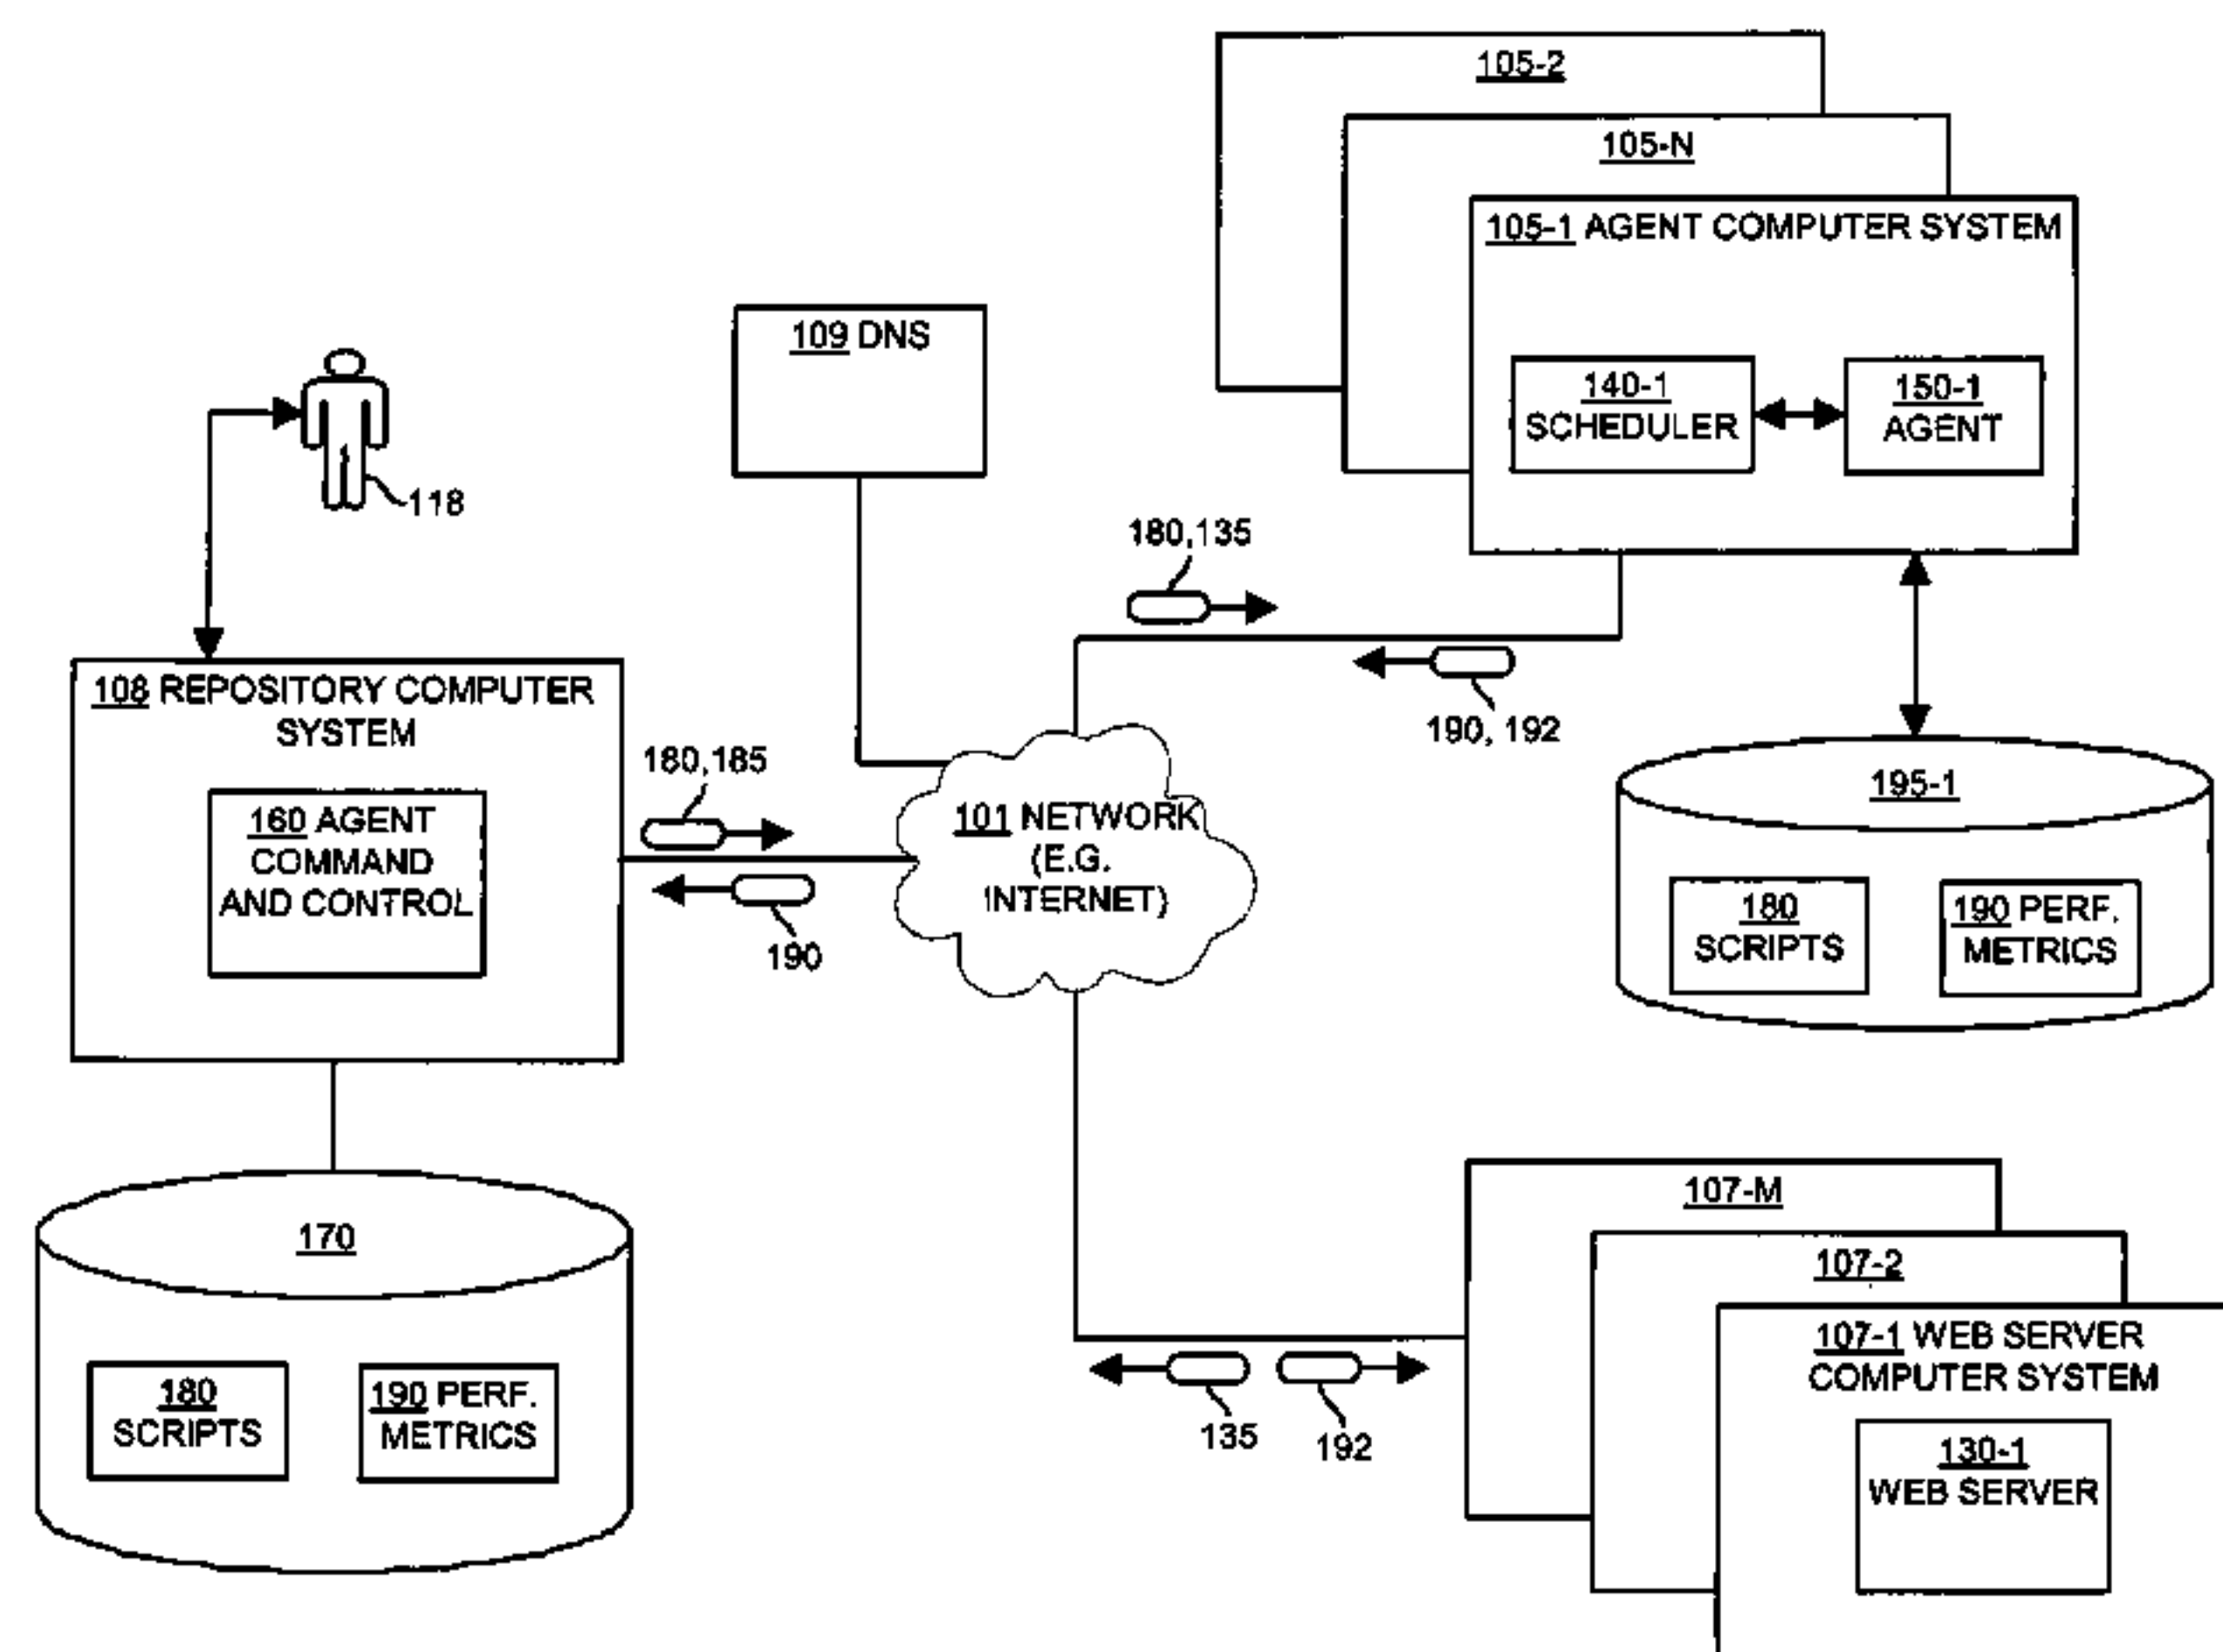 105-2
105-N
105-1 AGENT COMPUTER SYSTEM
140-1
SCHEDULER
150-1
AGENT
109 DNS
118
180,135
190, 192
108 REPOSITORY COMPUTER
SYSTEM
160 AGENT
COMMAND
AND CONTROL
180,185
190
101 NETWORK
(E.G.
INTERNET)
195-1
180
SCRIPTS
190 PERF.
METRICS
170
180
SCRIPTS
190 PERF.
METRICS
107-M
107-2
107-1 WEB SERVER
COMPUTER SYSTEM
130-1
WEB SERVER
135
192